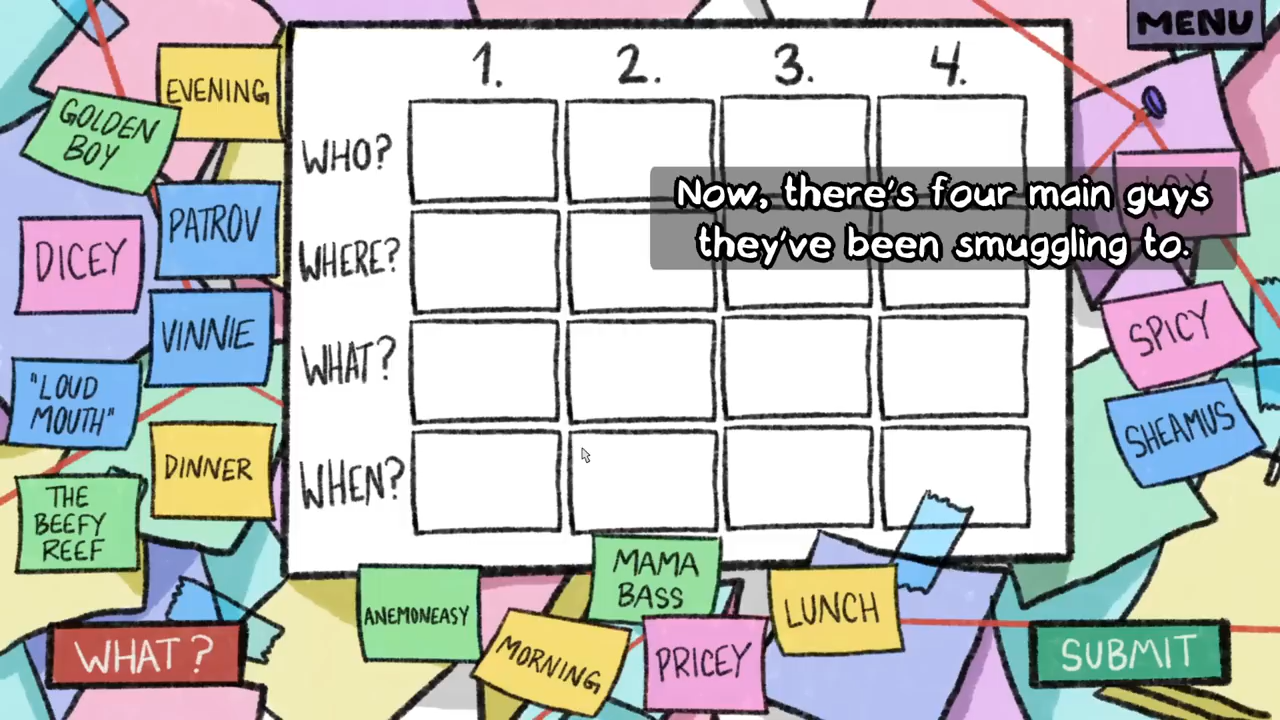 MENU
1. 2. 3. 4.
EVENING
GOLDEN
BOY
WHO?
Now, there's four main guys
they've been smuggling to.
PATROV
DICEY
WHERE?
VINNIE
SPICY
WHAT?
"LOUD
MOUTH"
SHEAMUS
DINNER
WHEN?
THE
BEEFY
REEF
MAMA
BASS
ANEMONEASY
LUNCH
MORNING
PRICEY
WHAT?
SUBMIT